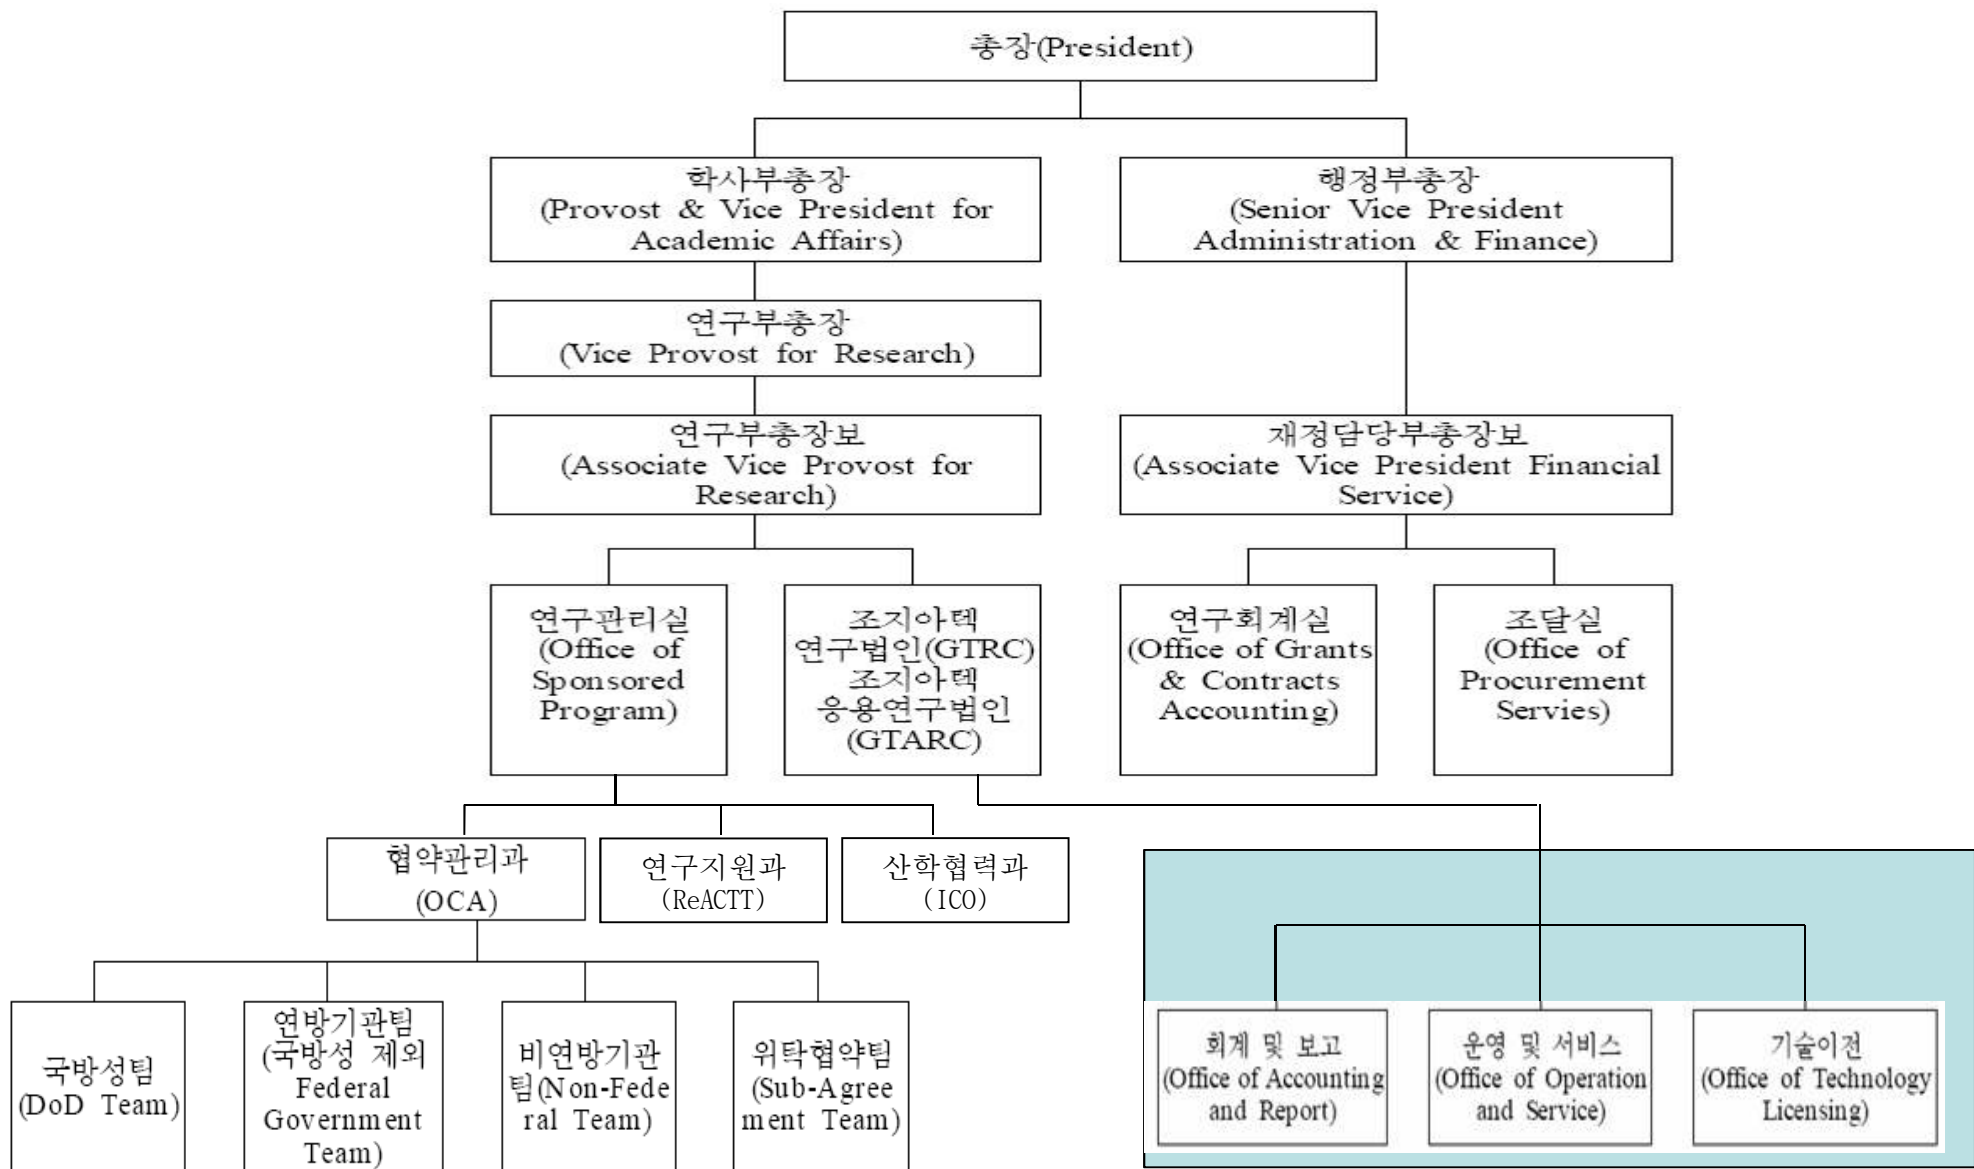 총장(President)
학사부총장
(Provost & Vice President for
Academic Affairs)
행정부총장
(Senior Vice President
Administration & Finance)
연구부총장
(Vice Provost for Research)
연구부총장보
(Associate Vice Provost for
Research)
재정담당부총장보
(Associate Vice President Financial
Service)
연구관리실
(Office of
Sponsored
Program)
조지아텍
연구법인(GTRC)
조지아텍
응용연구법인
(GTARC)
연구회계실
(Office of Grants
& Contracts
Accounting)
조달실
(Office of
Procurement
Servies)
협약관리과
(OCA)
연구지원과
(ReACTT)
산학협력과
(ICO)
국방성팀
(DoD Team)
연방기관팀
(국방성 제외
Federal
Government
Team)
비연방기관
팀(Non-Fede
ral Team)
위탁협약팀
(Sub-Agree
ment Team)
회계 및 보고
(Office of Accounting
and Report)
운영 및 서비스
(Office of Operation
and Service)
기술이전
(Office of Technology
Licensing)